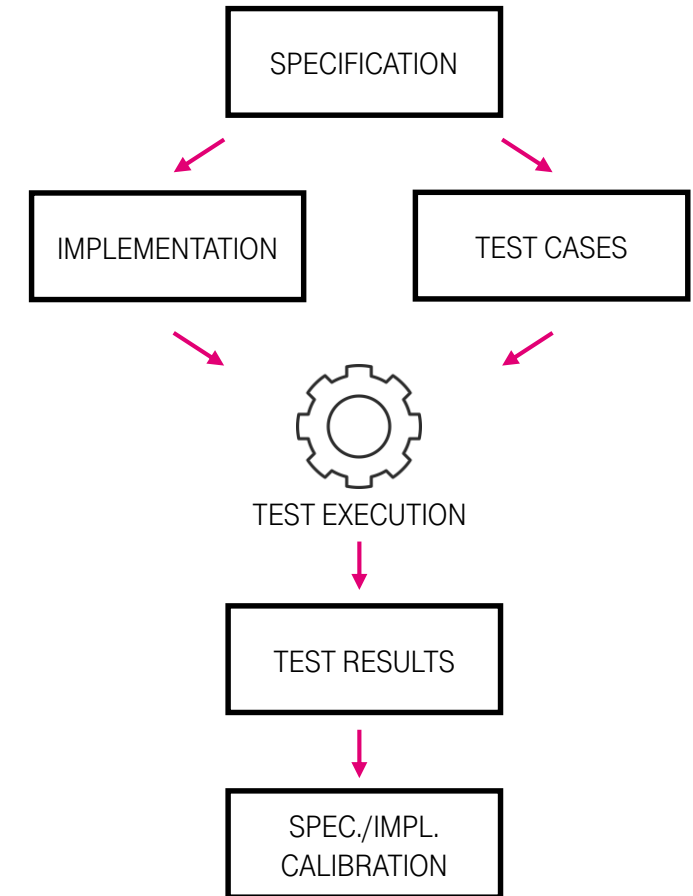 SPECIFICATION
IMPLEMENTATION
TEST CASES
TEST EXECUTION
TEST RESULTS
SPEC./IMPL.
CALIBRATION